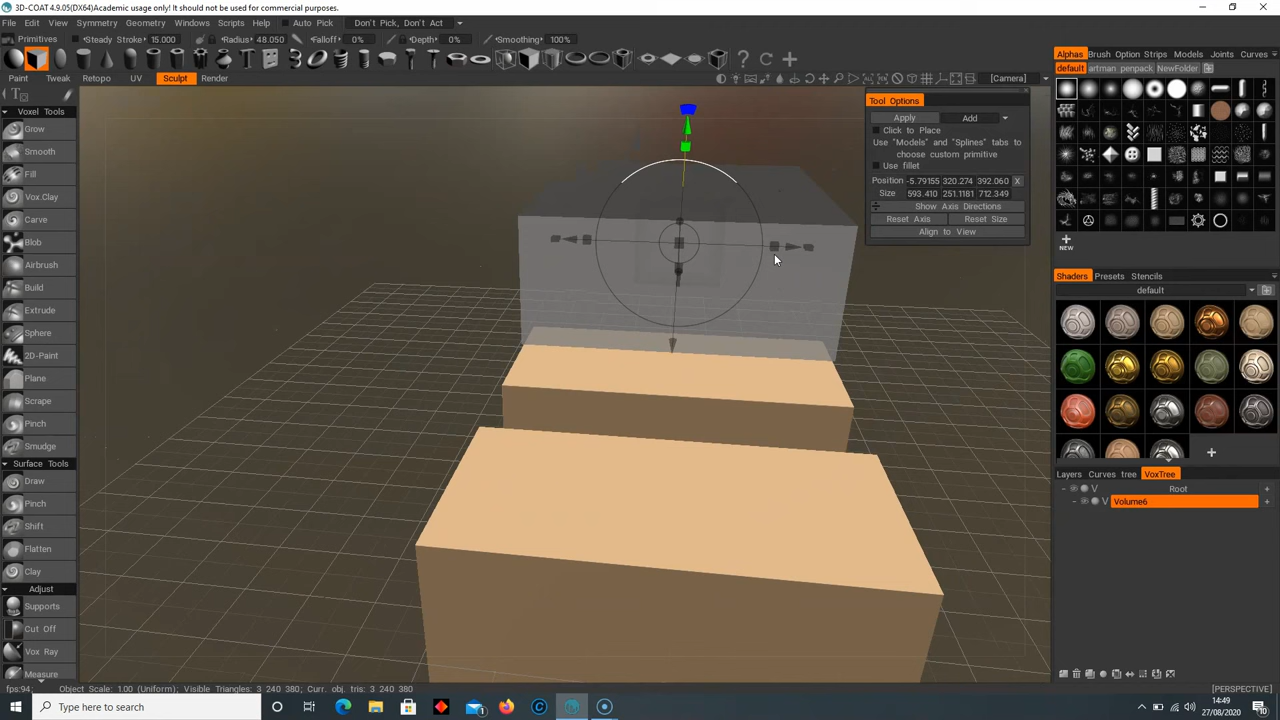 3D-COAT 4.9.05(DX64)Academic usage only! It should not be used for commercial purposes.
File Edit View Symmetry Geometry Textures Windows Scripts Help Auto Pick Don't Pick, Don't Act
Primitives Steady Stroke 15.000 Radius 48.050 Falloff 0% Depth 0% Smoothing 100%
Paint Tweak Retopo UV Sculpt Render [Camera]
Alphas Brush Option Strips Models Joints Curves
default artman penpack NewFolder
NEW
Tool Options
Apply Add
Click to Place
Use "Models" and "Splines" tabs to
choose custom primitive
Use fillet
Position -5.79155 320.274 392.060 X
Size 593.410 251.1181 712.349
Show Axis Directions
Reset Axis Reset Size
Align to View
Voxel Tools
Grow
Smooth
Fill
Vox.Clay
Carve
Blob
Airbrush
Build
Extrude
Sphere
2D-Paint
Plane
Scrape
Pinch
Smudge
Surface Tools
Draw
Pinch
Shift
Flatten
Clay
Adjust
Supports
Cut Off
Vox Ray
Measure
Shaders Presets Stencils
default
Layers Curves tree VoxTree
V Root +
V Volume6 +
fps:94; Object Scale: 1.00 (Uniform); Visible Triangles: 3 240 380; Curr. obj. tris: 3 240 380; [PERSPECTIVE]
Type here to search
14:49
27/08/2020